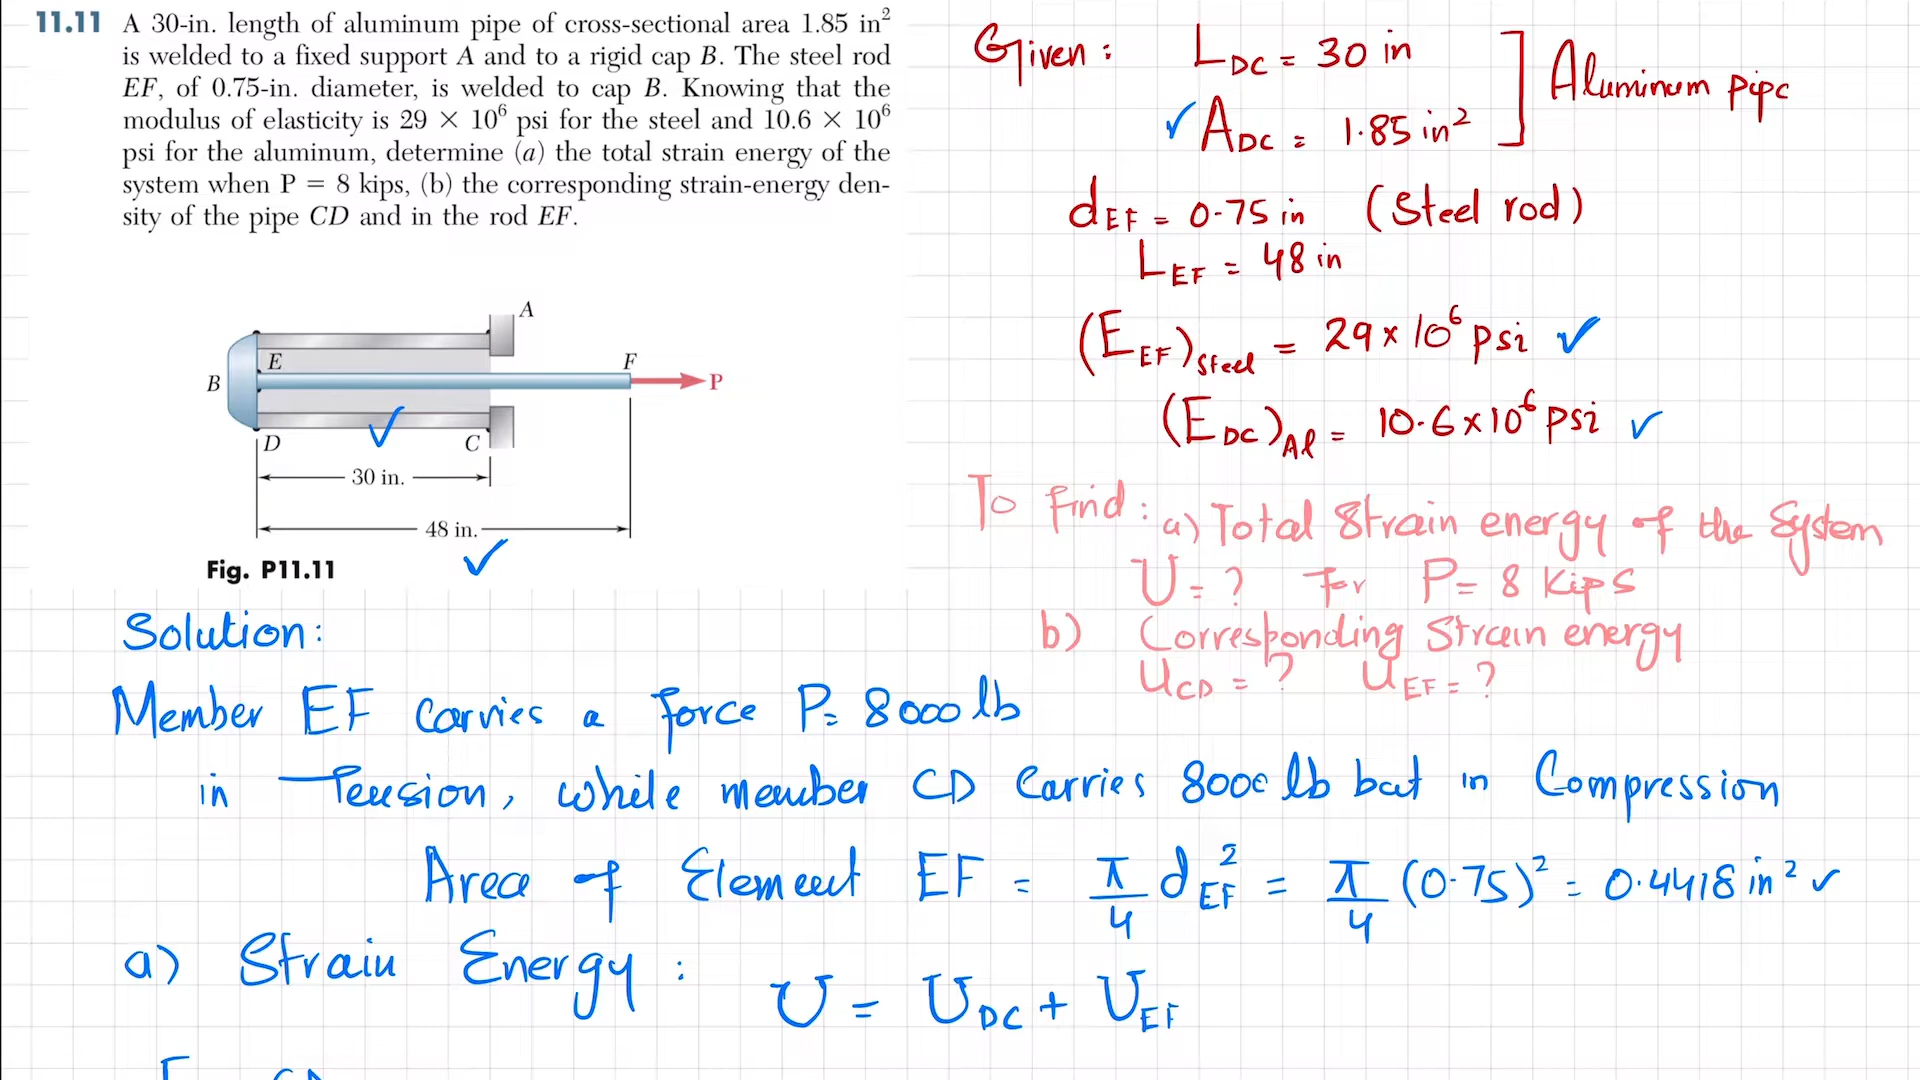 11.11 A 30-in. length of aluminum pipe of cross-sectional area 1.85 in²
is welded to a fixed support A and to a rigid cap B. The steel rod
EF, of 0.75-in. diameter, is welded to cap B. Knowing that the
modulus of elasticity is 29 × 10⁶ psi for the steel and 10.6 × 10⁶
psi for the aluminum, determine (a) the total strain energy of the
system when P = 8 kips, (b) the corresponding strain-energy den-
sity of the pipe CD and in the rod EF.
A
E
F
B
P
D
C
30 in.
48 in.
Fig. P11.11
Given : L_DC = 30 in
✓ A_DC = 1.85 in²
] Aluminum pipe
d_EF = 0.75 in (Steel rod)
L_EF = 48 in
(E_EF)_steel = 29 × 10⁶ psi ✓
(E_DC)_Al = 10.6 × 10⁶ psi ✓
To Find : a) Total Strain energy of the System
U = ? for P = 8 Kips
b) Corresponding Strain energy
u_CD = ? u_EF = ?
Solution:
Member EF carries a force P = 8000 lb
in Tension, while member CD Carries 8000 lb but in Compression
Area of Element EF = π/4 d_EF² = π/4 (0.75)² = 0.4418 in² ✓
a) Strain Energy : U = U_DC + U_EF